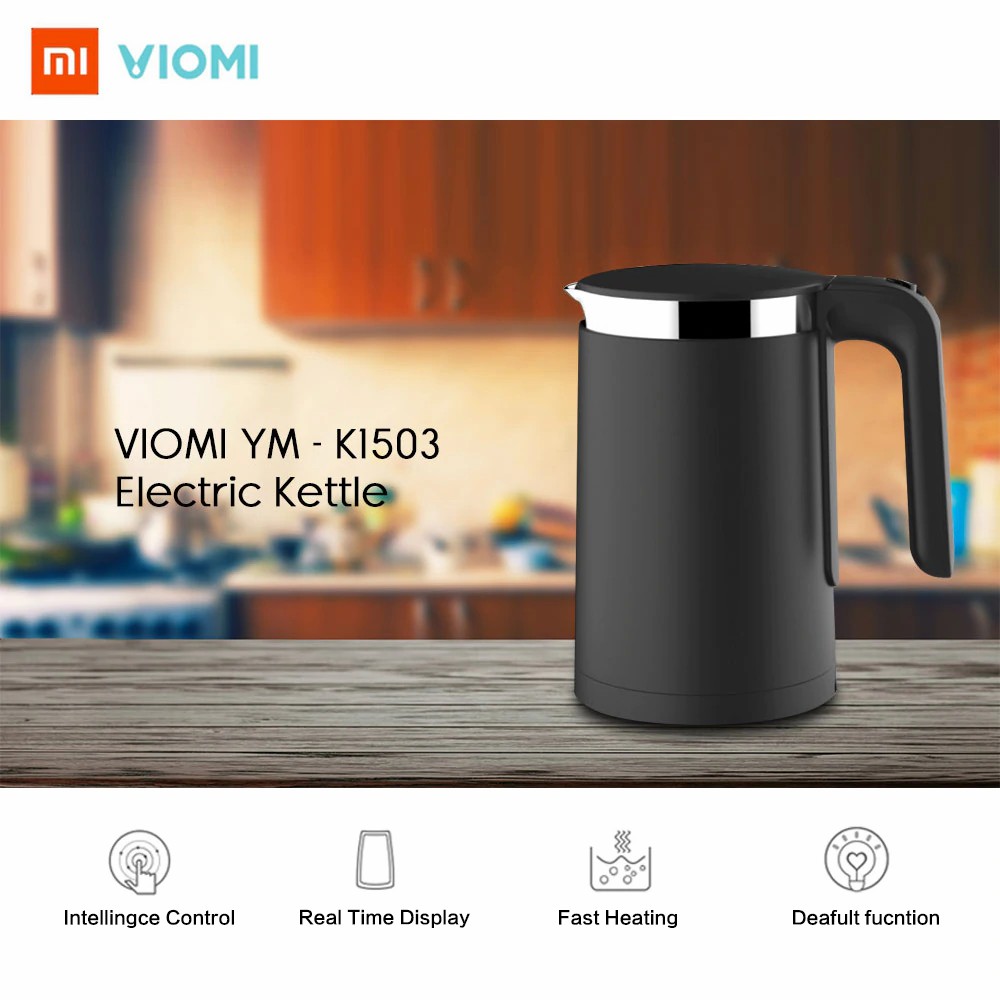 mi VIOMI
VIOMI YM - K1503
Electric Kettle
Intellingce Control
Real Time Display
Fast Heating
Deafult fucntion